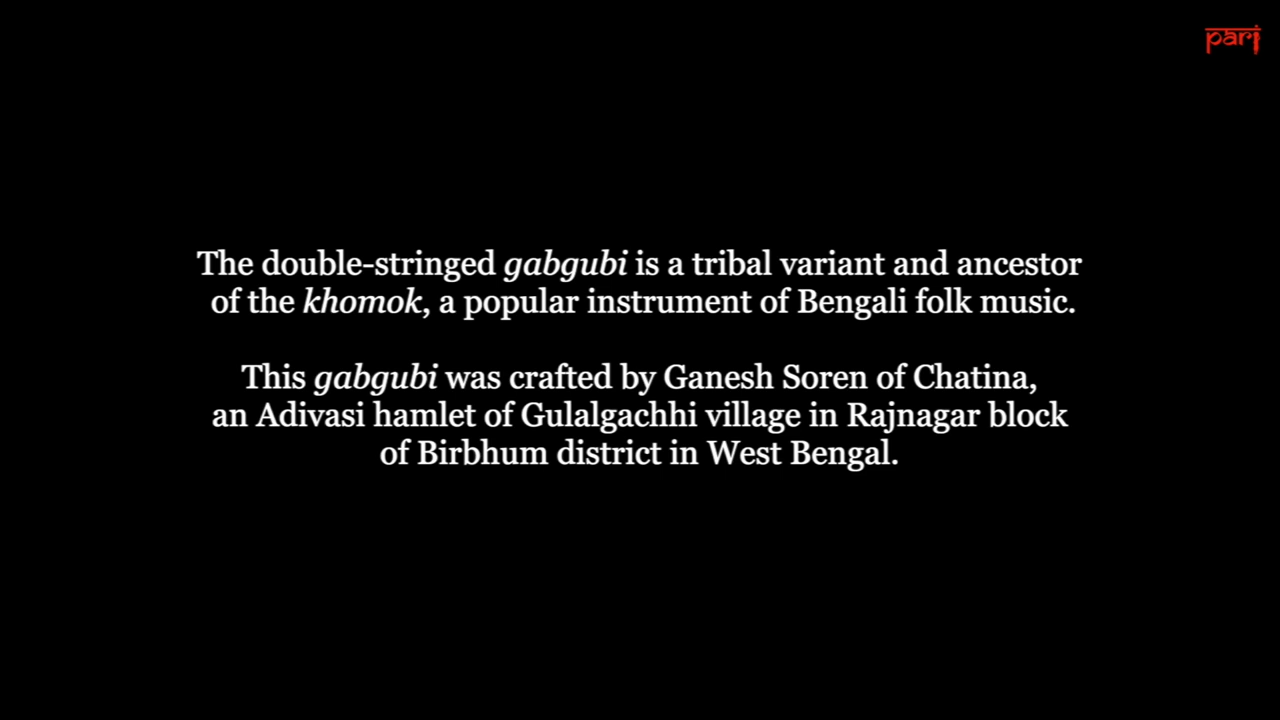 pari
The double-stringed gabgubi is a tribal variant and ancestor
of the khomok, a popular instrument of Bengali folk music.
This gabgubi was crafted by Ganesh Soren of Chatina,
an Adivasi hamlet of Gulalgachhi village in Rajnagar block
of Birbhum district in West Bengal.